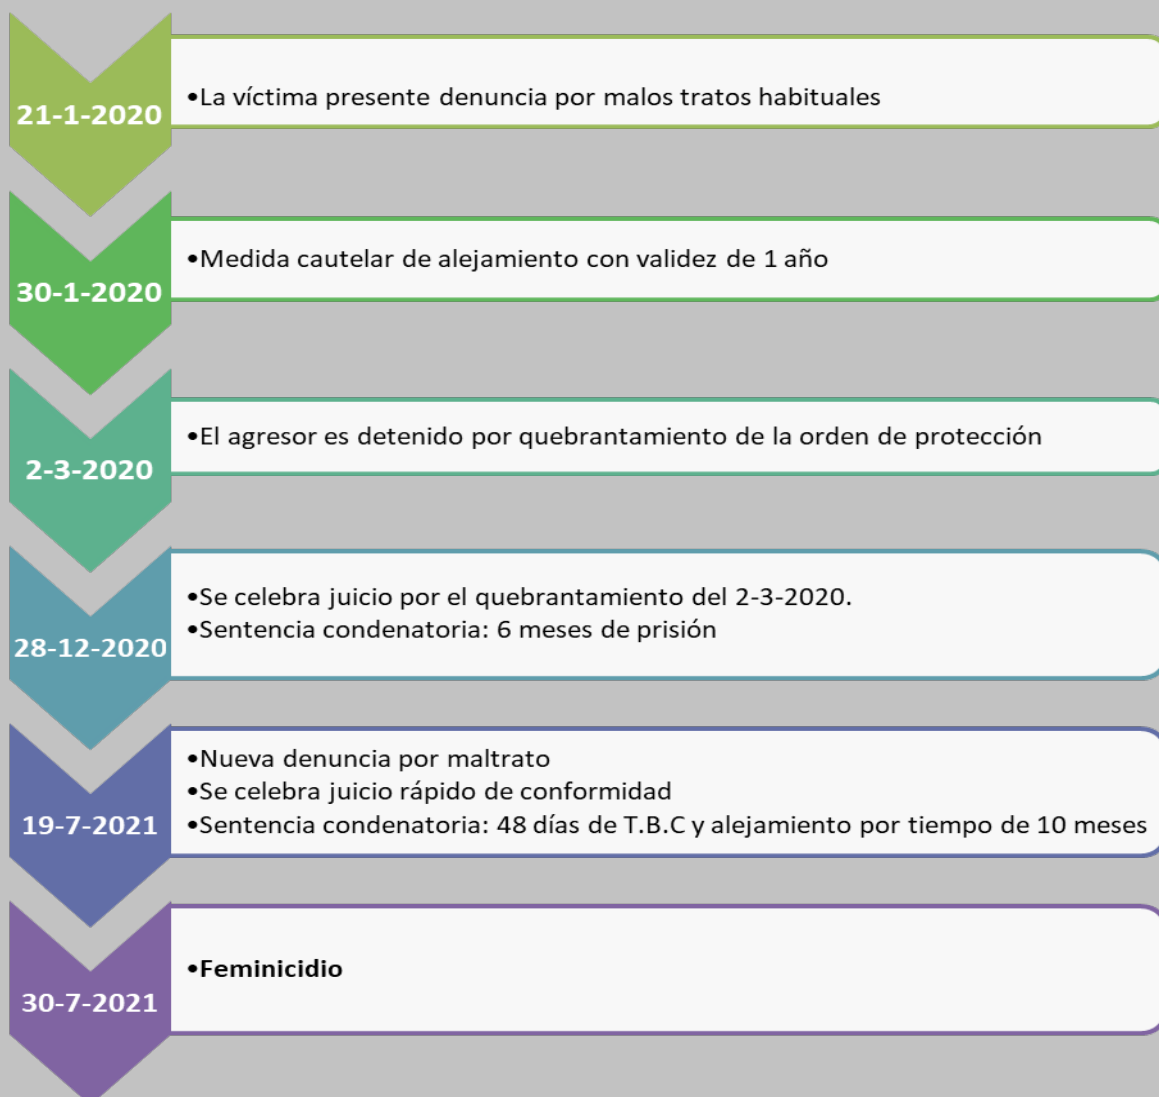 21-1-2020
•La víctima presente denuncia por malos tratos habituales
30-1-2020
•Medida cautelar de alejamiento con validez de 1 año
2-3-2020
•El agresor es detenido por quebrantamiento de la orden de protección
28-12-2020
•Se celebra juicio por el quebrantamiento del 2-3-2020.
•Sentencia condenatoria: 6 meses de prisión
19-7-2021
•Nueva denuncia por maltrato
•Se celebra juicio rápido de conformidad
•Sentencia condenatoria: 48 días de T.B.C y alejamiento por tiempo de 10 meses
30-7-2021
•Feminicidio